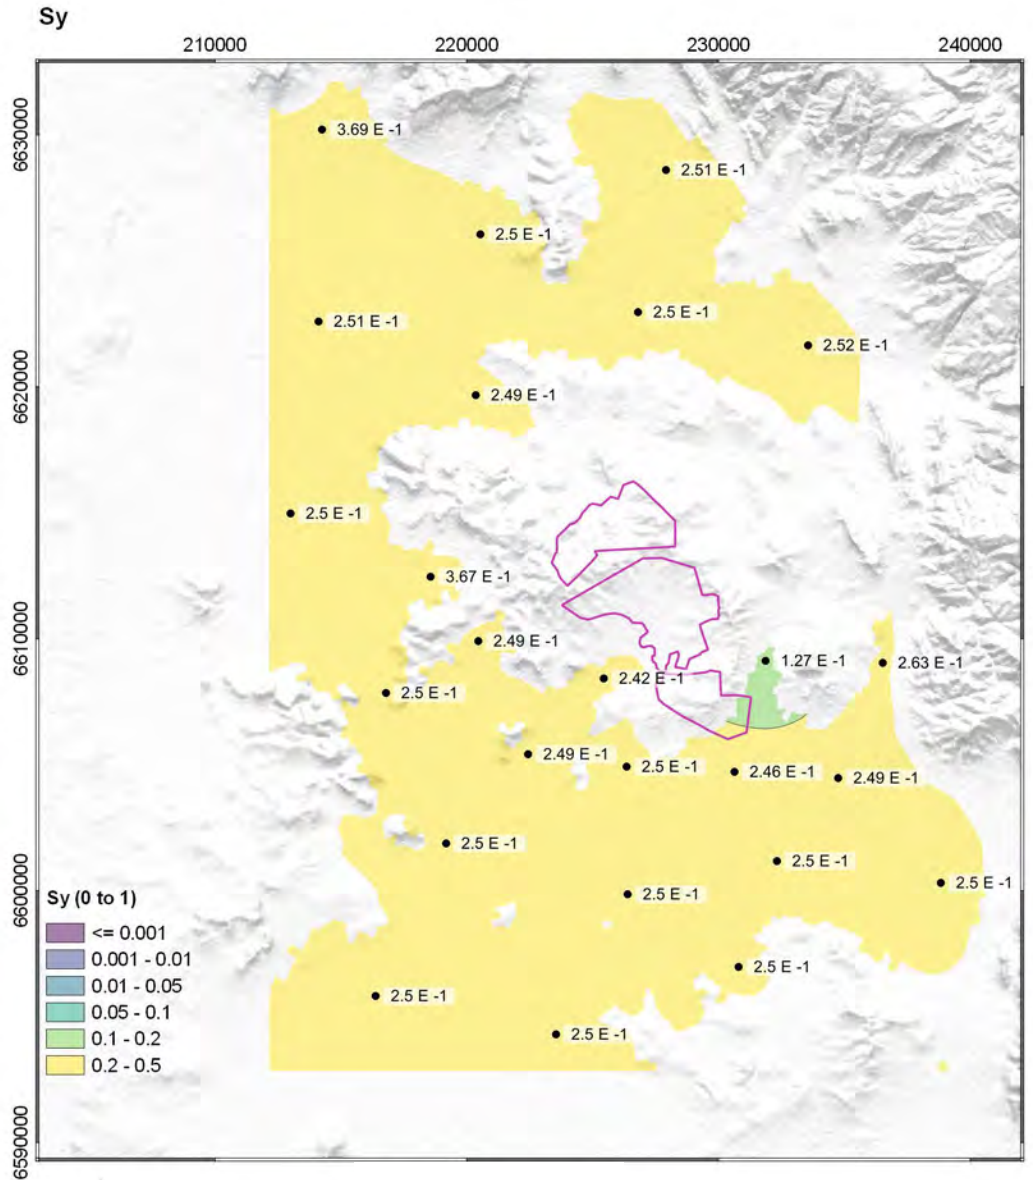 Sy
210000 220000 230000 240000
6630000
3.69 E -1
2.51 E -1
2.5 E -1
2.5 E -1
2.51 E -1
2.52 E -1
6620000
2.49 E -1
2.5 E -1
3.67 E -1
6610000
2.49 E -1
1.27 E -1
2.63 E -1
2.42 E -1
2.5 E -1
2.49 E -1
2.5 E -1
2.46 E -1
2.49 E -1
2.5 E -1
2.5 E -1
6600000
2.5 E -1
2.5 E -1
2.5 E -1
2.5 E -1
2.5 E -1
6590000
Sy (0 to 1)
<= 0.001
0.001 - 0.01
0.01 - 0.05
0.05 - 0.1
0.1 - 0.2
0.2 - 0.5